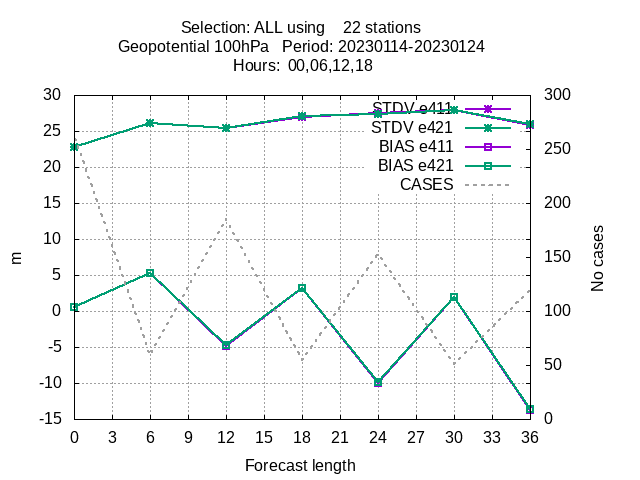 Selection: ALL using    22 stations
Geopotential 100hPa   Period: 20230114-20230124
Hours:  00,06,12,18
30 300
STDV e411
25 STDV e421 250
BIAS e411
20 BIAS e421 200
CASES
15
10 150
m
No cases
5
0 100
-5 50
-10
-15 0
0 3 6 9 12 15 18 21 24 27 30 33 36
Forecast length